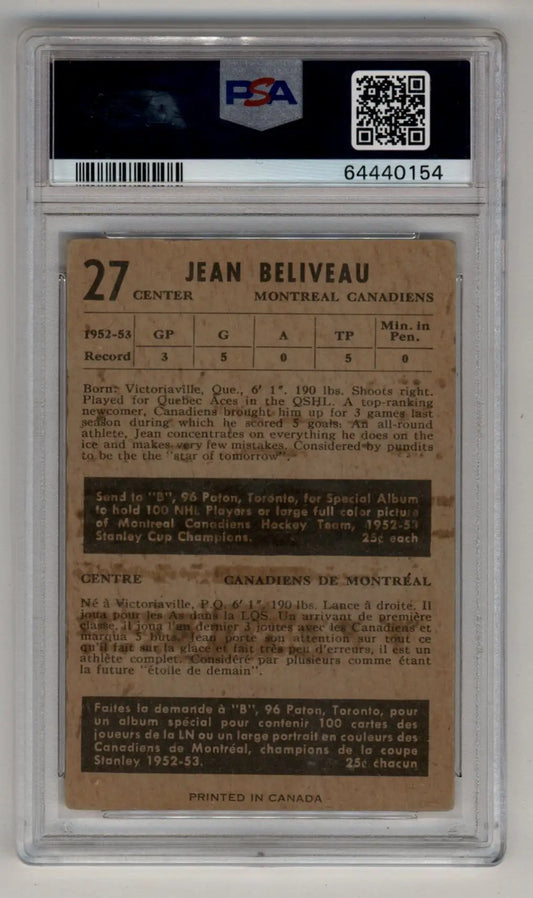 PSA
64440154
27 JEAN BELIVEAU
CENTER MONTREAL CANADIENS
1952-53 GP G A TP Min. in Pen.
Record 3 5 0 5 0
Born: Victoriaville, Que., 6' 1". 190 lbs. Shoots right.
Played for Quebec Aces in the QSHL. A top-ranking
newcomer, Canadiens brought him up for 3 games last
season during which he scored 5 goals. An all-round
athlete, Jean concentrates on everything he does on the
ice and makes very few mistakes. Considered by pundits
to be the the "star of tomorrow".
Send to "B", 96 Paton, Toronto, for Special Album
to hold 100 NHL Players or large full color picture
of Montreal Canadiens Hockey Team, 1952-53
Stanley Cup Champions. 25¢ each
CENTRE CANADIENS DE MONTRÉAL
Né à Victoriaville, P.Q. 6' 1". 190 lbs. Lance à droite. Il
joua pour les As dans la LQS. Un arrivant de première
classe. Il joua l'an dernier 3 joutes avec les Canadiens et
marqua 5 buts. Jean porte son attention sur tout ce
qu'il fait sur la glace et fait très peu d'erreurs, il est un
athlète complet. Considéré par plusieurs comme étant
la future "étoile de demain".
Faites la demande à "B", 96 Paton, Toronto, pour
un album spécial pour contenir 100 cartes des
joueurs de la LN ou un large portrait en couleurs des
Canadiens de Montréal, champions de la coupe
Stanley 1952-53. 25¢ chacun
PRINTED IN CANADA